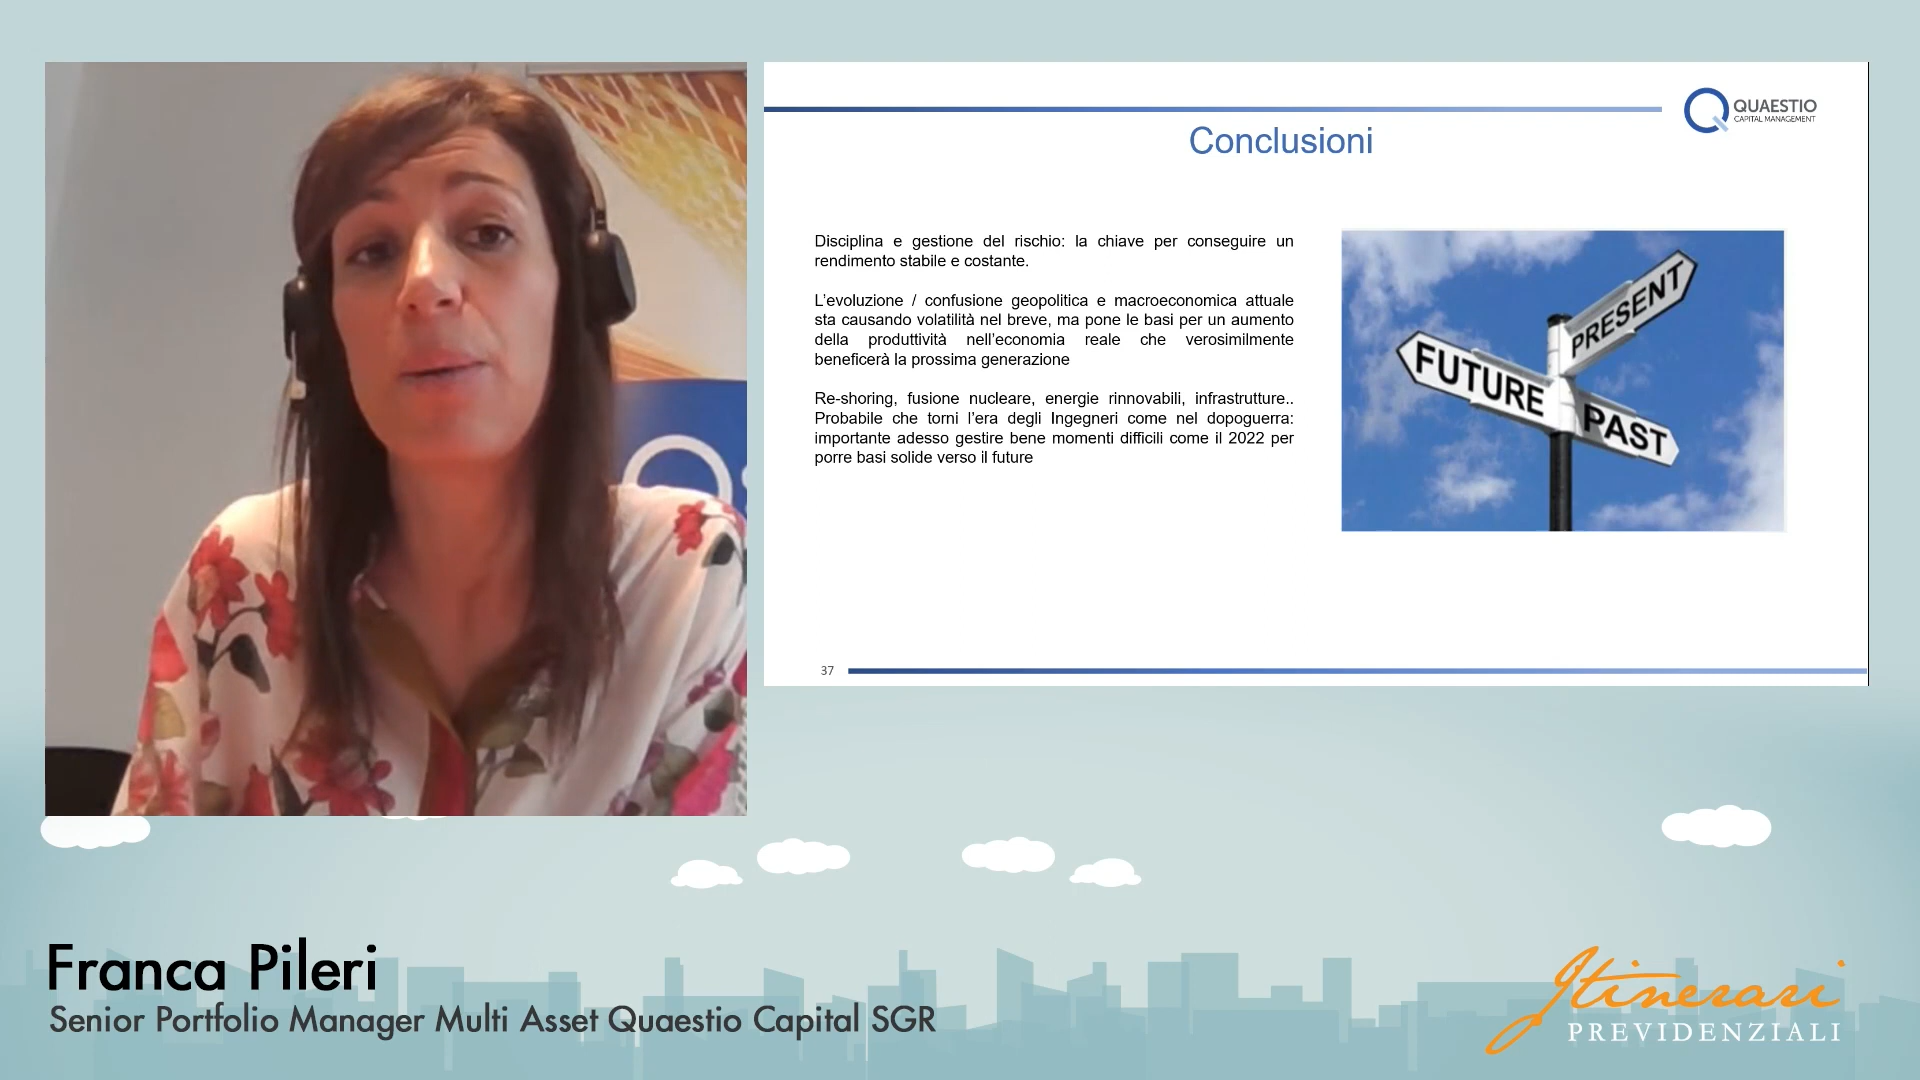 QUAESTIO
CAPITAL MANAGEMENT
Conclusioni
Disciplina e gestione del rischio: la chiave per conseguire un
rendimento stabile e costante.
L'evoluzione / confusione geopolitica e macroeconomica attuale
sta causando volatilità nel breve, ma pone le basi per un aumento
della produttività nell'economia reale che verosimilmente
beneficerà la prossima generazione
Re-shoring, fusione nucleare, energie rinnovabili, infrastrutture..
Probabile che torni l'era degli Ingegneri come nel dopoguerra:
importante adesso gestire bene momenti difficili come il 2022 per
porre basi solide verso il future
PRESENT
FUTURE
PAST
37
Franca Pileri
Senior Portfolio Manager Multi Asset Quaestio Capital SGR
Itinerari
PREVIDENZIALI